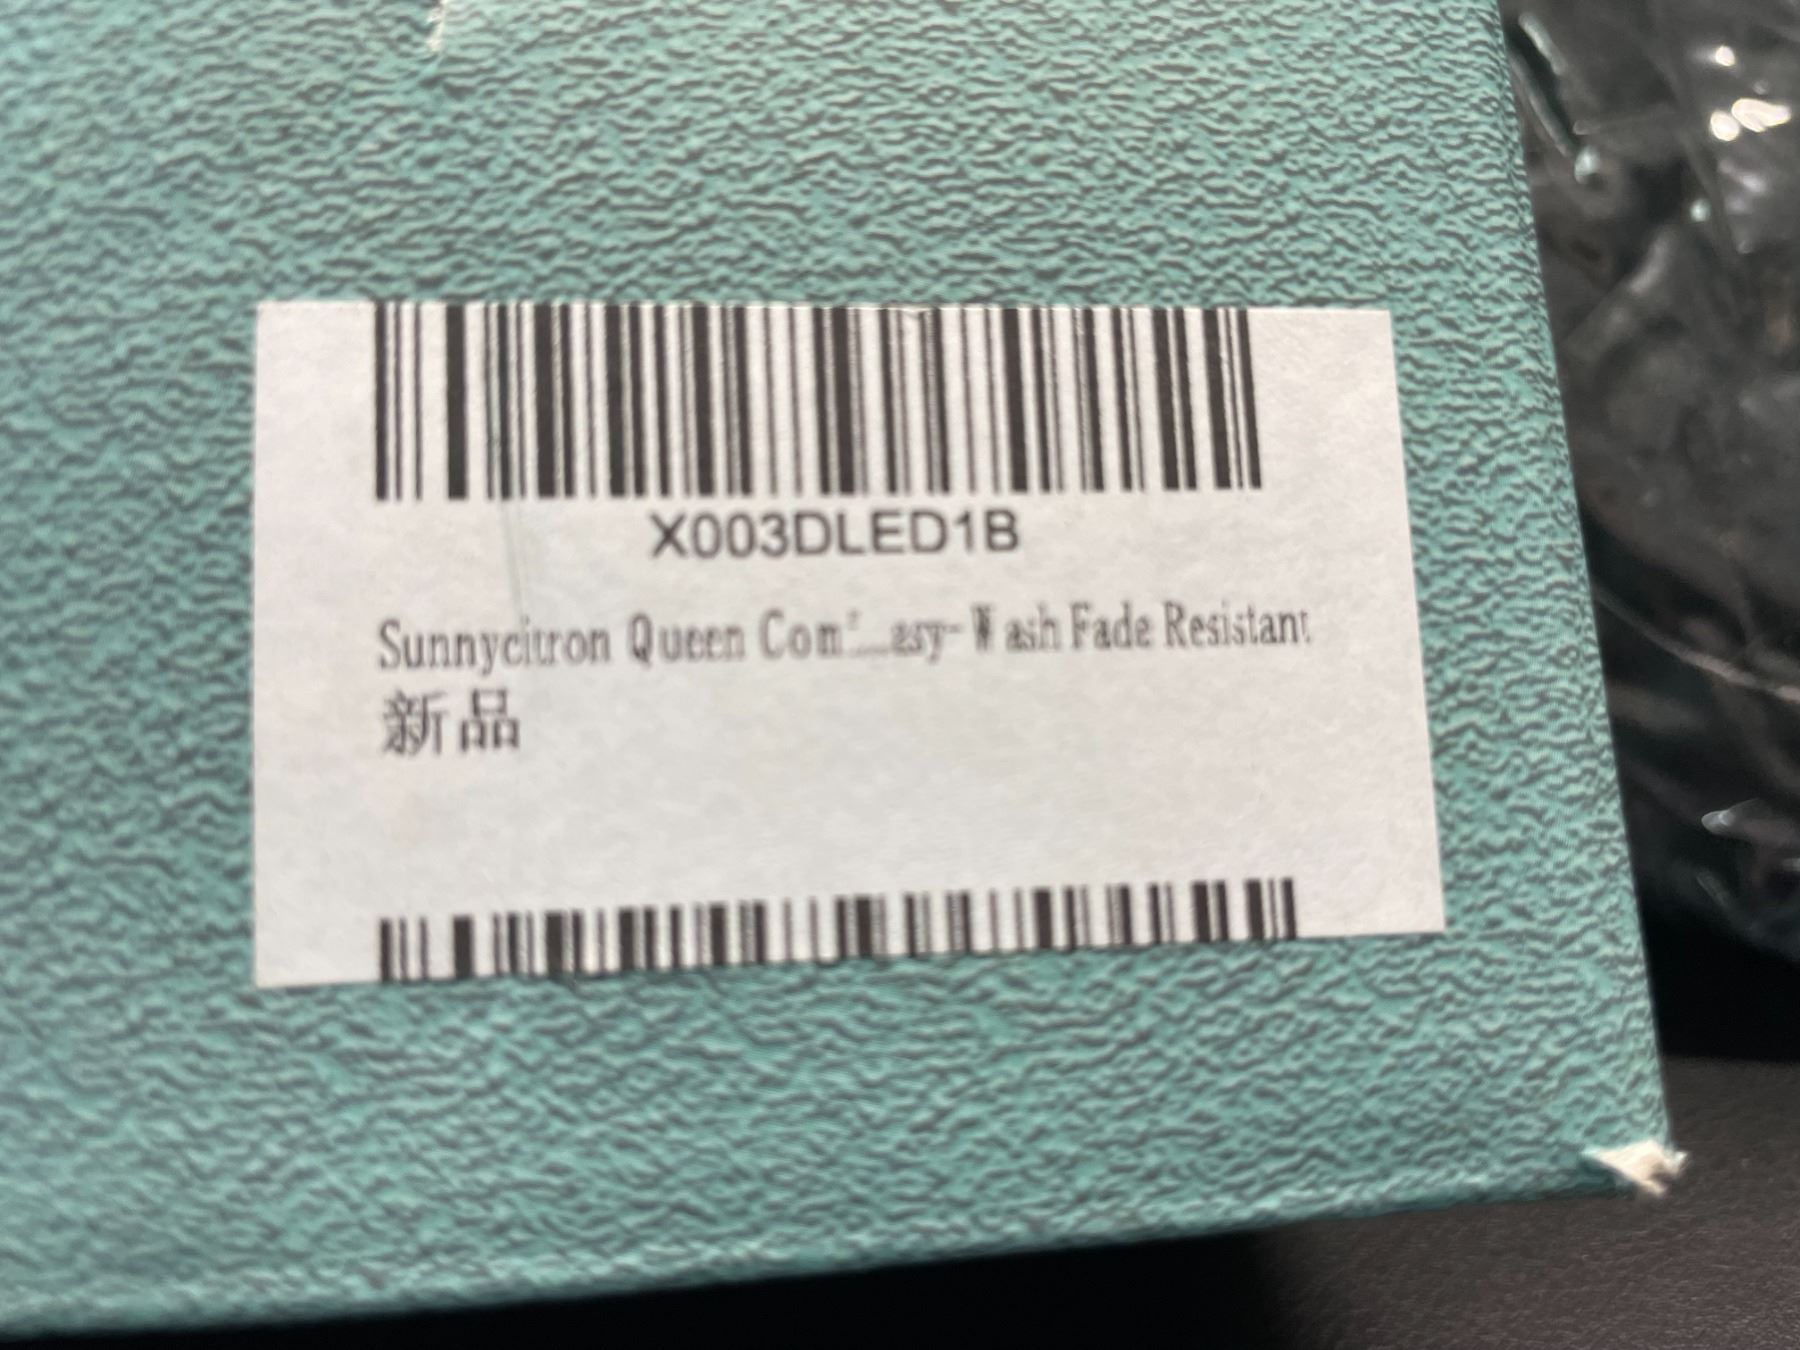 X003DLED1B
Sunnycitron Queen Com...asy-Wash Fade Resistant
新品